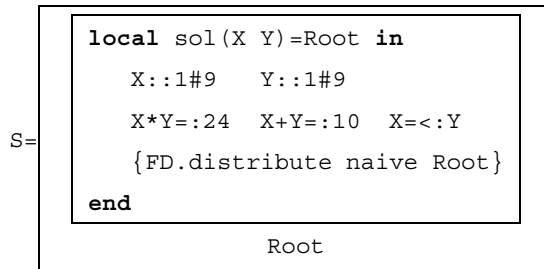 local sol(X Y)=Root in
X::1#9 Y::1#9
X*Y=:24 X+Y=:10 X=<:Y
S=
{FD.distribute naive Root}
end
Root